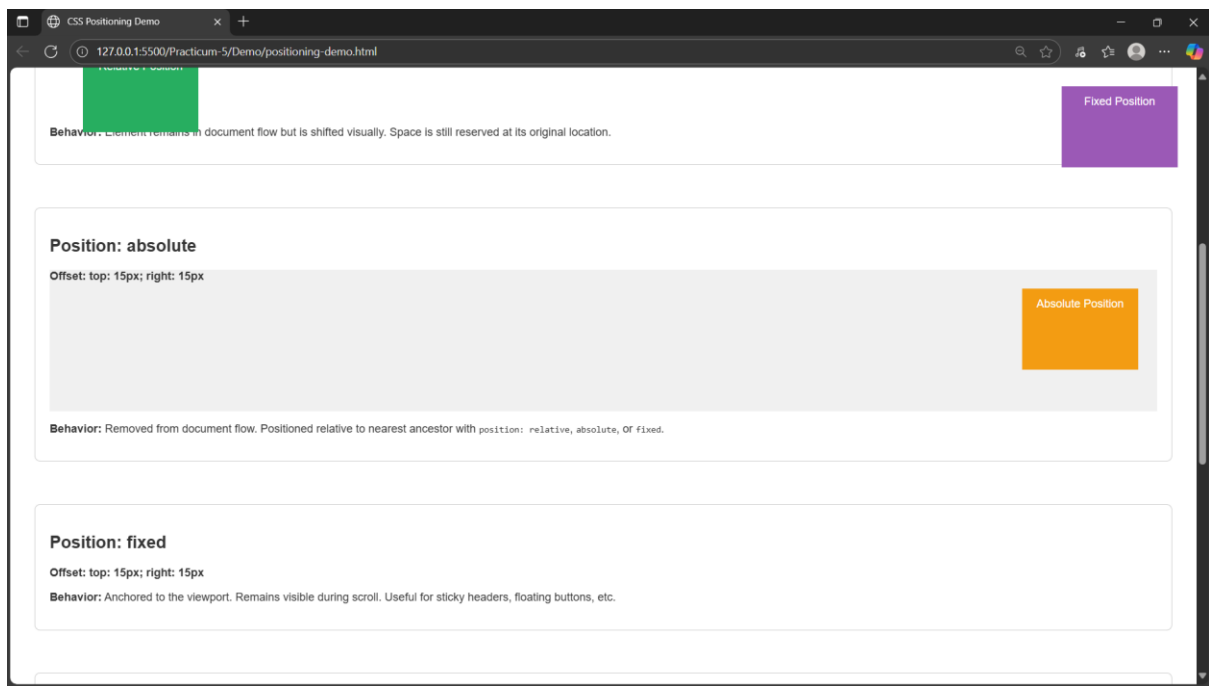 CSS Positioning Demo
127.0.0.1:5500/Practicum-5/Demo/positioning-demo.html
Relative Position
Fixed Position
Behavior: Element remains in document flow but is shifted visually. Space is still reserved at its original location.
Position: absolute
Offset: top: 15px; right: 15px
Absolute Position
Behavior: Removed from document flow. Positioned relative to nearest ancestor with position: relative, absolute, or fixed.
Position: fixed
Offset: top: 15px; right: 15px
Behavior: Anchored to the viewport. Remains visible during scroll. Useful for sticky headers, floating buttons, etc.